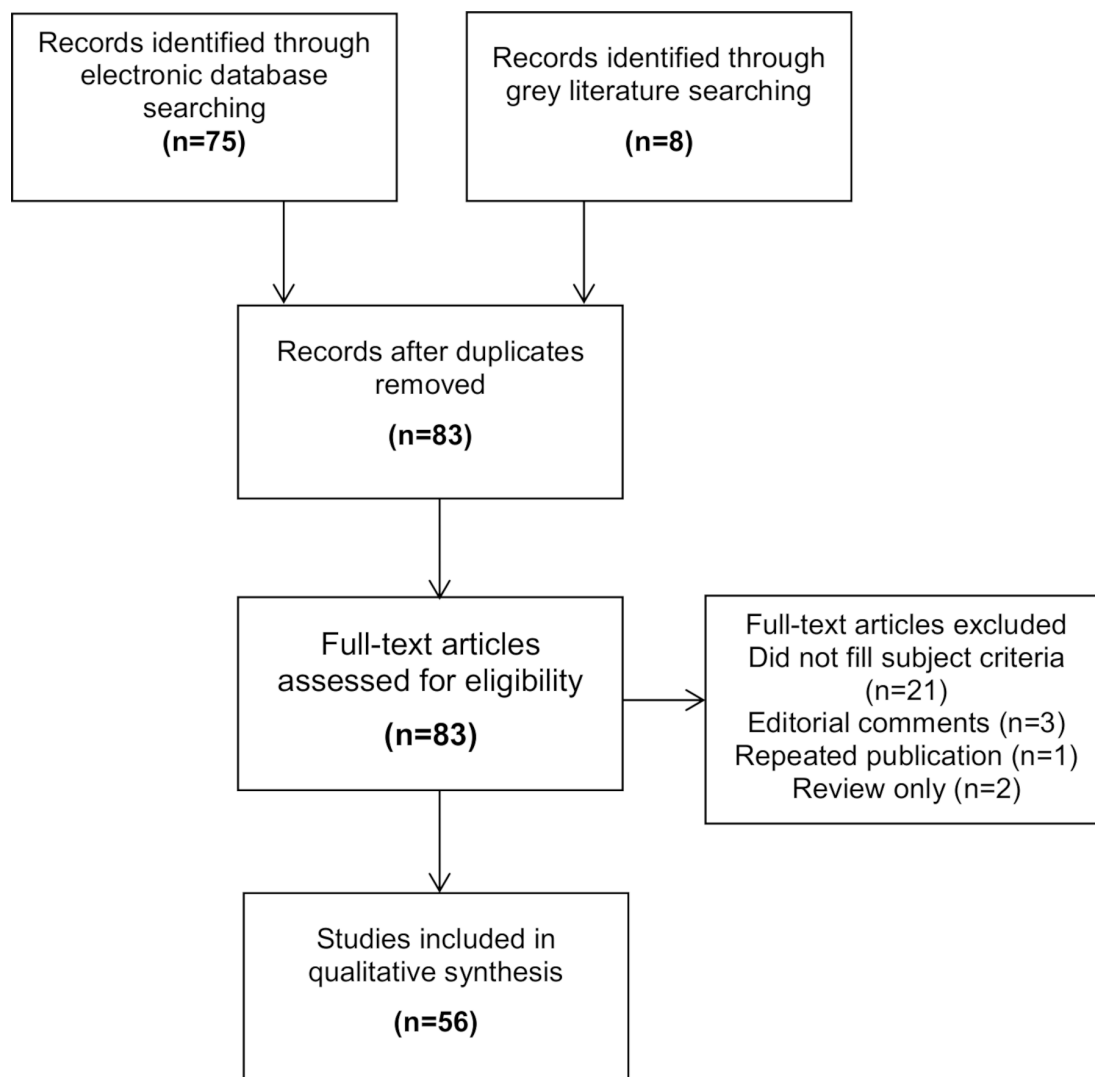 Records identified through
electronic database
searching
(n=75)
Records identified through
grey literature searching
(n=8)
Records after duplicates
removed
(n=83)
Full-text articles
assessed for eligibility
(n=83)
Full-text articles excluded
Did not fill subject criteria
(n=21)
Editorial comments (n=3)
Repeated publication (n=1)
Review only (n=2)
Studies included in
qualitative synthesis
(n=56)